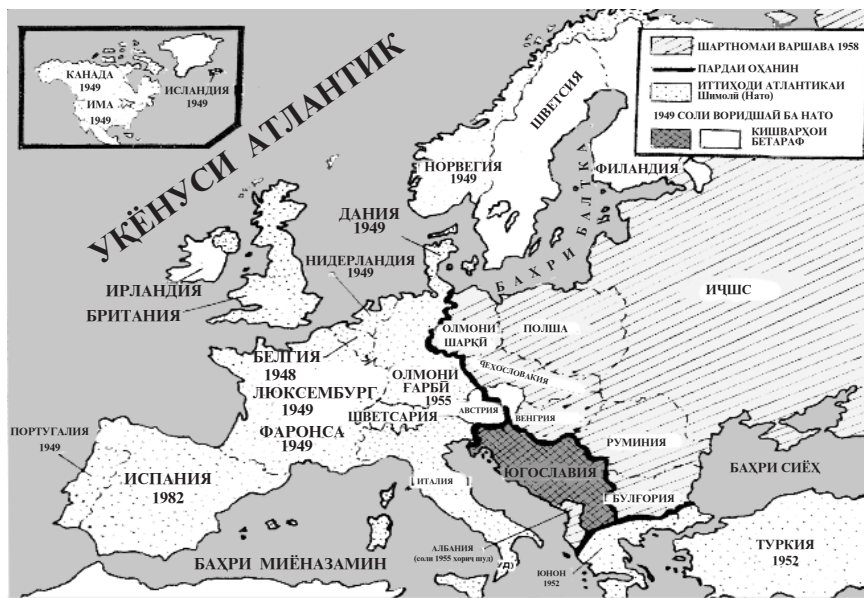 КАНАДА
1949
ИМА
1949
ИСЛАНДИЯ
1949
УҚЁНУСИ АТЛАНТИК
ШАРТНОМАИ ВАРШАВА 1958
ПАРДАИ ОҲАНИН
ИТТИҲОДИ АТЛАНТИКАИ
Шимолӣ (Нато)
1949 СОЛИ ВОРИДШАЙ БА НАТО
КИШВАРҲОИ
БЕТАРАФ
ШВЕТСИЯ
НОРВЕГИЯ
1949
ФИЛАНДИЯ
ДАНИЯ
1949
БАҲРИ БАЛТКА
НИДЕРЛАНДИЯ
1949
ИРЛАНДИЯ
БРИТАНИЯ
ИҶШС
ОЛМОНИ
ШАРҚӢ
ПОЛША
БЕЛГИЯ
1948
ОЛМОНИ
ҒАРБӢ
1955
ЧЕХОСЛОВАКИЯ
ЛЮКСЕМБУРГ
1949
ШВЕТСАРИЯ
АВСТРИЯ
ВЕНГРИЯ
ФАРОНСА
1949
ПОРТУГАЛИЯ
1949
РУМИНИЯ
ИСПАНИЯ
1982
ИТАЛИЯ
ЮГОСЛАВИЯ
БАҲРИ СИЁҲ
БУЛҒОРИЯ
АЛБАНИЯ
(соли 1955 хориҷ шуд)
БАҲРИ МИЁНАЗАМИН
ЮНОН
1952
ТУРКИЯ
1952